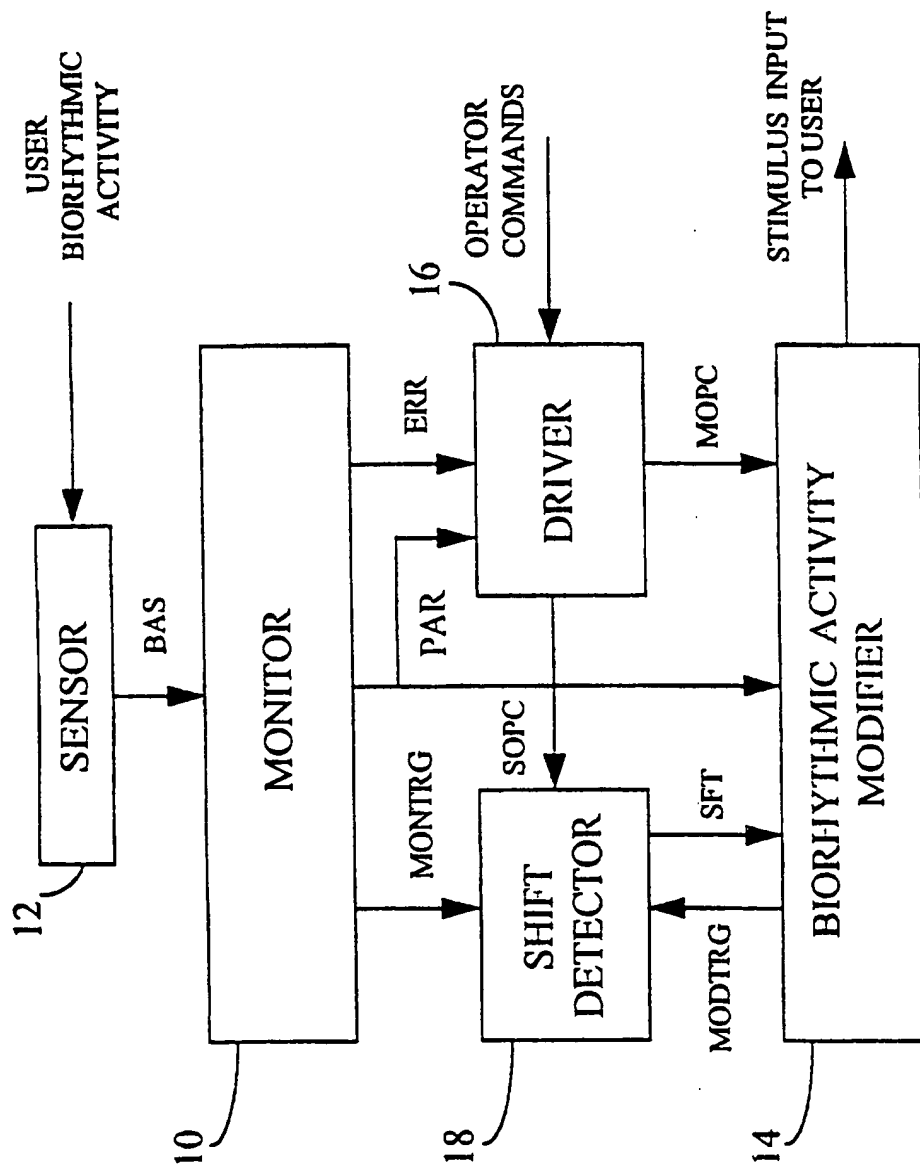 USER
BIORHYTHMIC
ACTIVITY
12
SENSOR
BAS
10
MONITOR
MONTRG
PAR
ERR
16
OPERATOR
COMMANDS
18
SHIFT
DETECTOR
SOPC
DRIVER
MODTRG
SFT
MOPC
14
BIORHYTHMIC ACTIVITY
MODIFIER
STIMULUS INPUT
TO USER